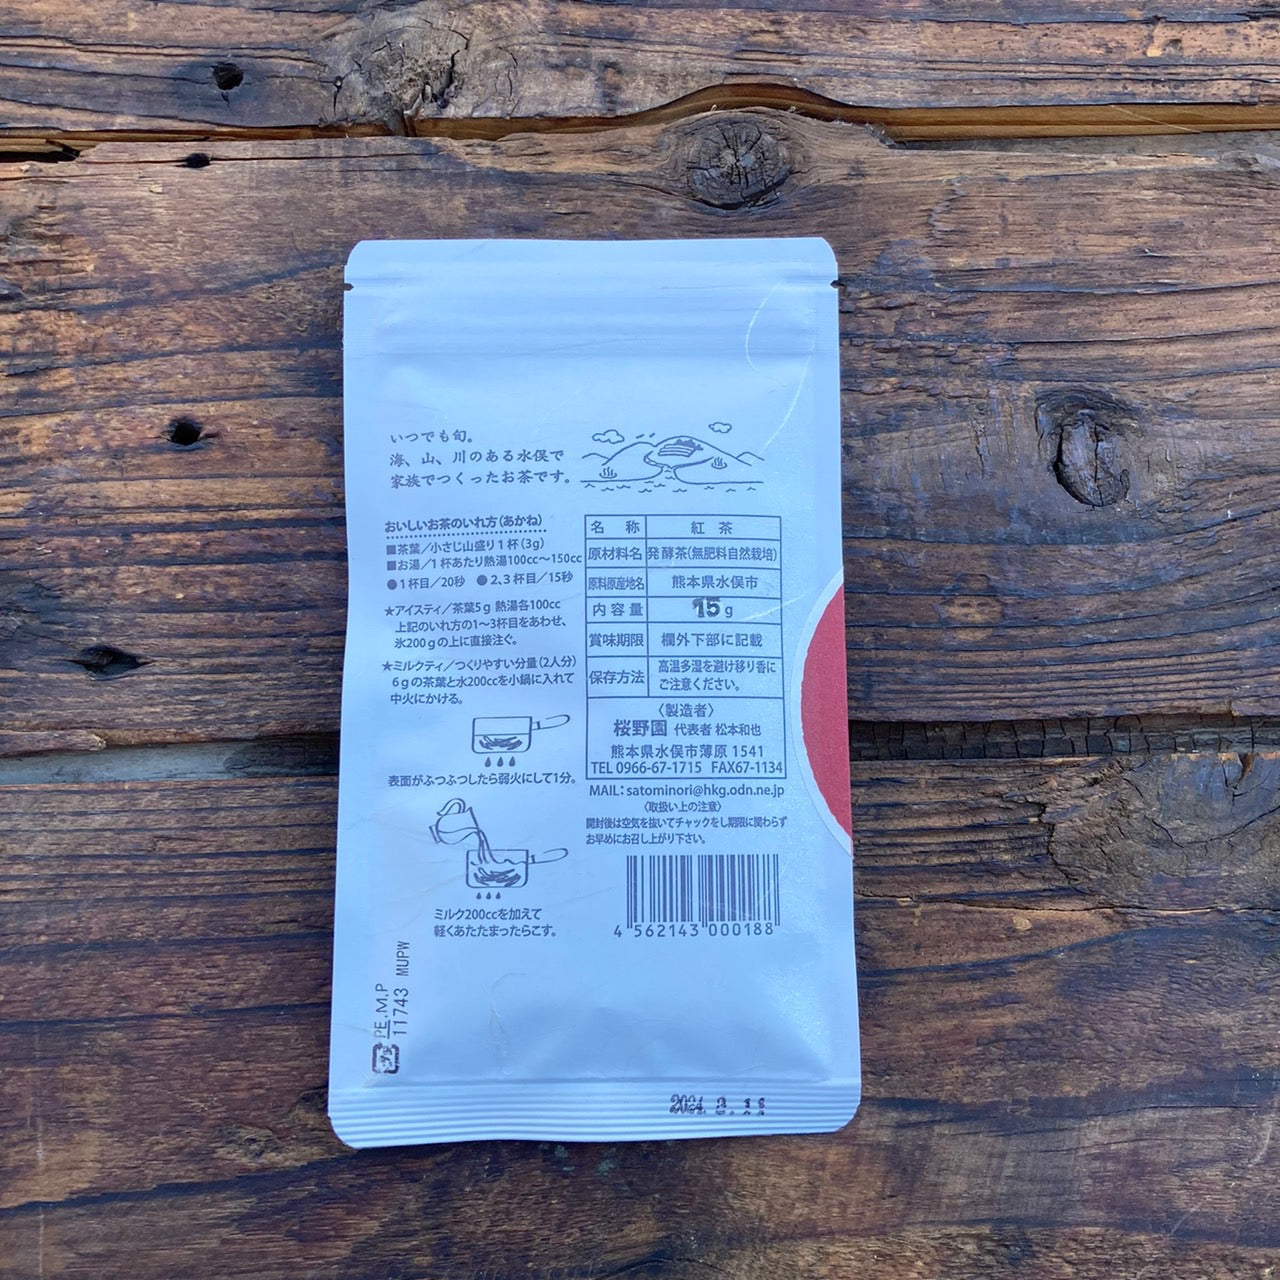 いつでも旬。
海、山、川のある水俣で
家族でつくったお茶です。
おいしいお茶のいれ方（あかね）
■茶葉／小さじ山盛り1杯（3g）
■お湯／1杯あたり熱湯100cc〜150cc
●1杯目／20秒 ●2、3杯目／15秒
★アイスティ／茶葉5g 熱湯各100cc
上記のいれ方の1〜3杯目をあわせ、
氷200gの上に直接注ぐ。
★ミルクティ／つくりやすい分量（2人分）
6gの茶葉と水200ccを小鍋に入れて
中火にかける。
表面がふつふつしたら弱火にして1分。
ミルク200ccを加えて
軽くあたたまったらこす。
名 称 紅 茶
原材料名 発酵茶（無肥料自然栽培）
原料原産地名 熊本県水俣市
内容量 15g
賞味期限 欄外下部に記載
保存方法 高温多湿を避け移り香に
ご注意ください。
〈製造者〉
桜野園 代表者 松本和也
熊本県水俣市薄原 1541
TEL 0966-67-1715 FAX67-1134
MAIL：satominori@hkg.odn.ne.jp
〈取扱い上の注意〉
開封後は空気を抜いてチャックをし期限に関わらず
お早めにお召し上がり下さい。
4 562143 000188
PE.M.P
11743 MUPW